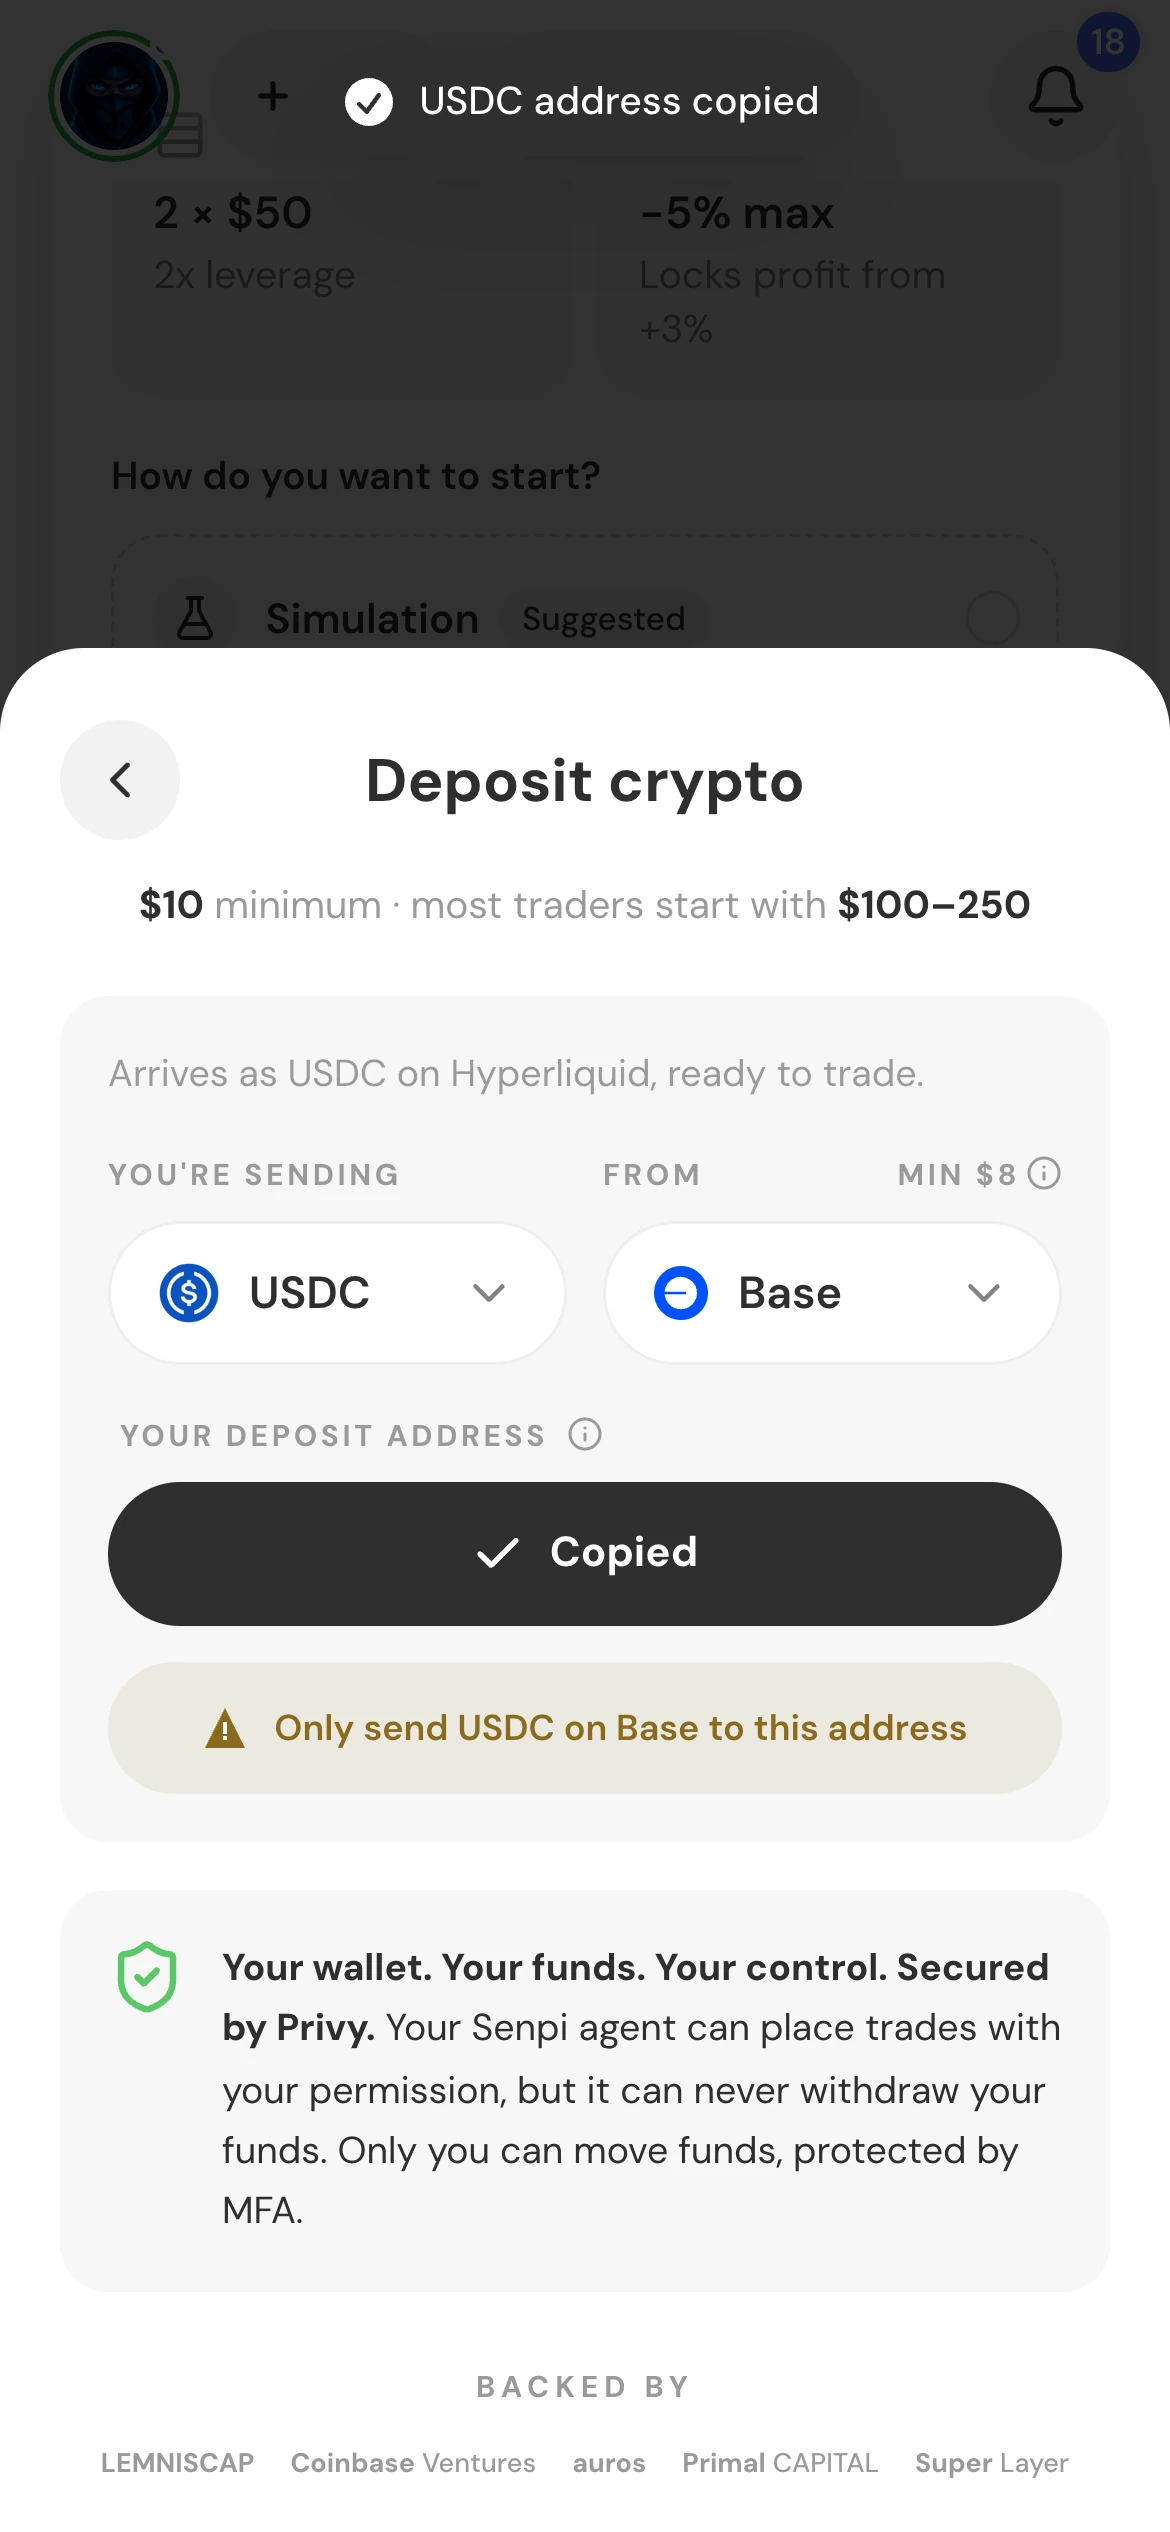 18
USDC address copied
2 × $50
2x leverage
-5% max
Locks profit from
+3%
How do you want to start?
Simulation Suggested
Deposit crypto
$10 minimum · most traders start with $100–250
Arrives as USDC on Hyperliquid, ready to trade.
YOU'RE SENDING
FROM MIN $8
USDC
Base
YOUR DEPOSIT ADDRESS
Copied
Only send USDC on Base to this address
Your wallet. Your funds. Your control. Secured
by Privy. Your Senpi agent can place trades with
your permission, but it can never withdraw your
funds. Only you can move funds, protected by
MFA.
BACKED BY
LEMNISCAP Coinbase Ventures auros Primal CAPITAL Super Layer